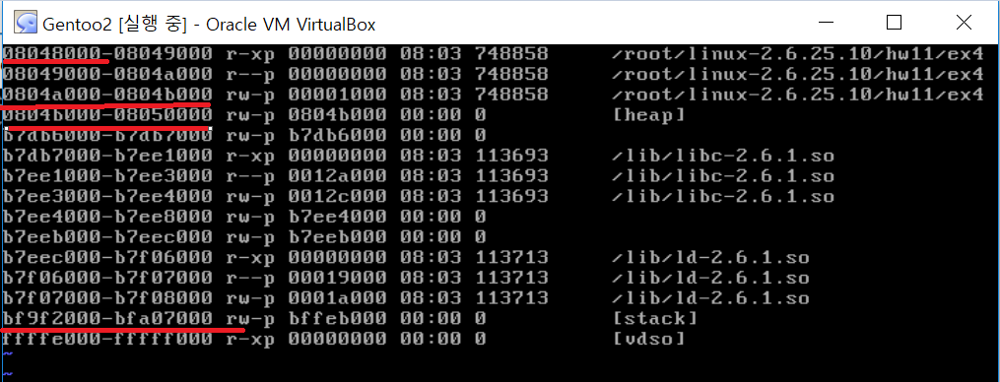 Gentoo2 [실행 중] - Oracle VM VirtualBox
08048000-08049000 r-xp 00000000 08:03 748858 /root/linux-2.6.25.10/hw11/ex4
08049000-0804a000 r--p 00000000 08:03 748858 /root/linux-2.6.25.10/hw11/ex4
0804a000-0804b000 rw-p 00001000 08:03 748858 /root/linux-2.6.25.10/hw11/ex4
0804b000-08050000 rw-p 0804b000 00:00 0 [heap]
b7db6000-b7db7000 rw-p b7db6000 00:00 0
b7db7000-b7ee1000 r-xp 00000000 08:03 113693 /lib/libc-2.6.1.so
b7ee1000-b7ee3000 r--p 0012a000 08:03 113693 /lib/libc-2.6.1.so
b7ee3000-b7ee4000 rw-p 0012c000 08:03 113693 /lib/libc-2.6.1.so
b7ee4000-b7ee8000 rw-p b7ee4000 00:00 0
b7eeb000-b7eec000 rw-p b7eeb000 00:00 0
b7eec000-b7f06000 r-xp 00000000 08:03 113713 /lib/ld-2.6.1.so
b7f06000-b7f07000 r--p 00019000 08:03 113713 /lib/ld-2.6.1.so
b7f07000-b7f08000 rw-p 0001a000 08:03 113713 /lib/ld-2.6.1.so
bf9f2000-bfa07000 rw-p bffeb000 00:00 0 [stack]
ffffe000-fffff000 r-xp 00000000 00:00 0 [vdso]
~
~